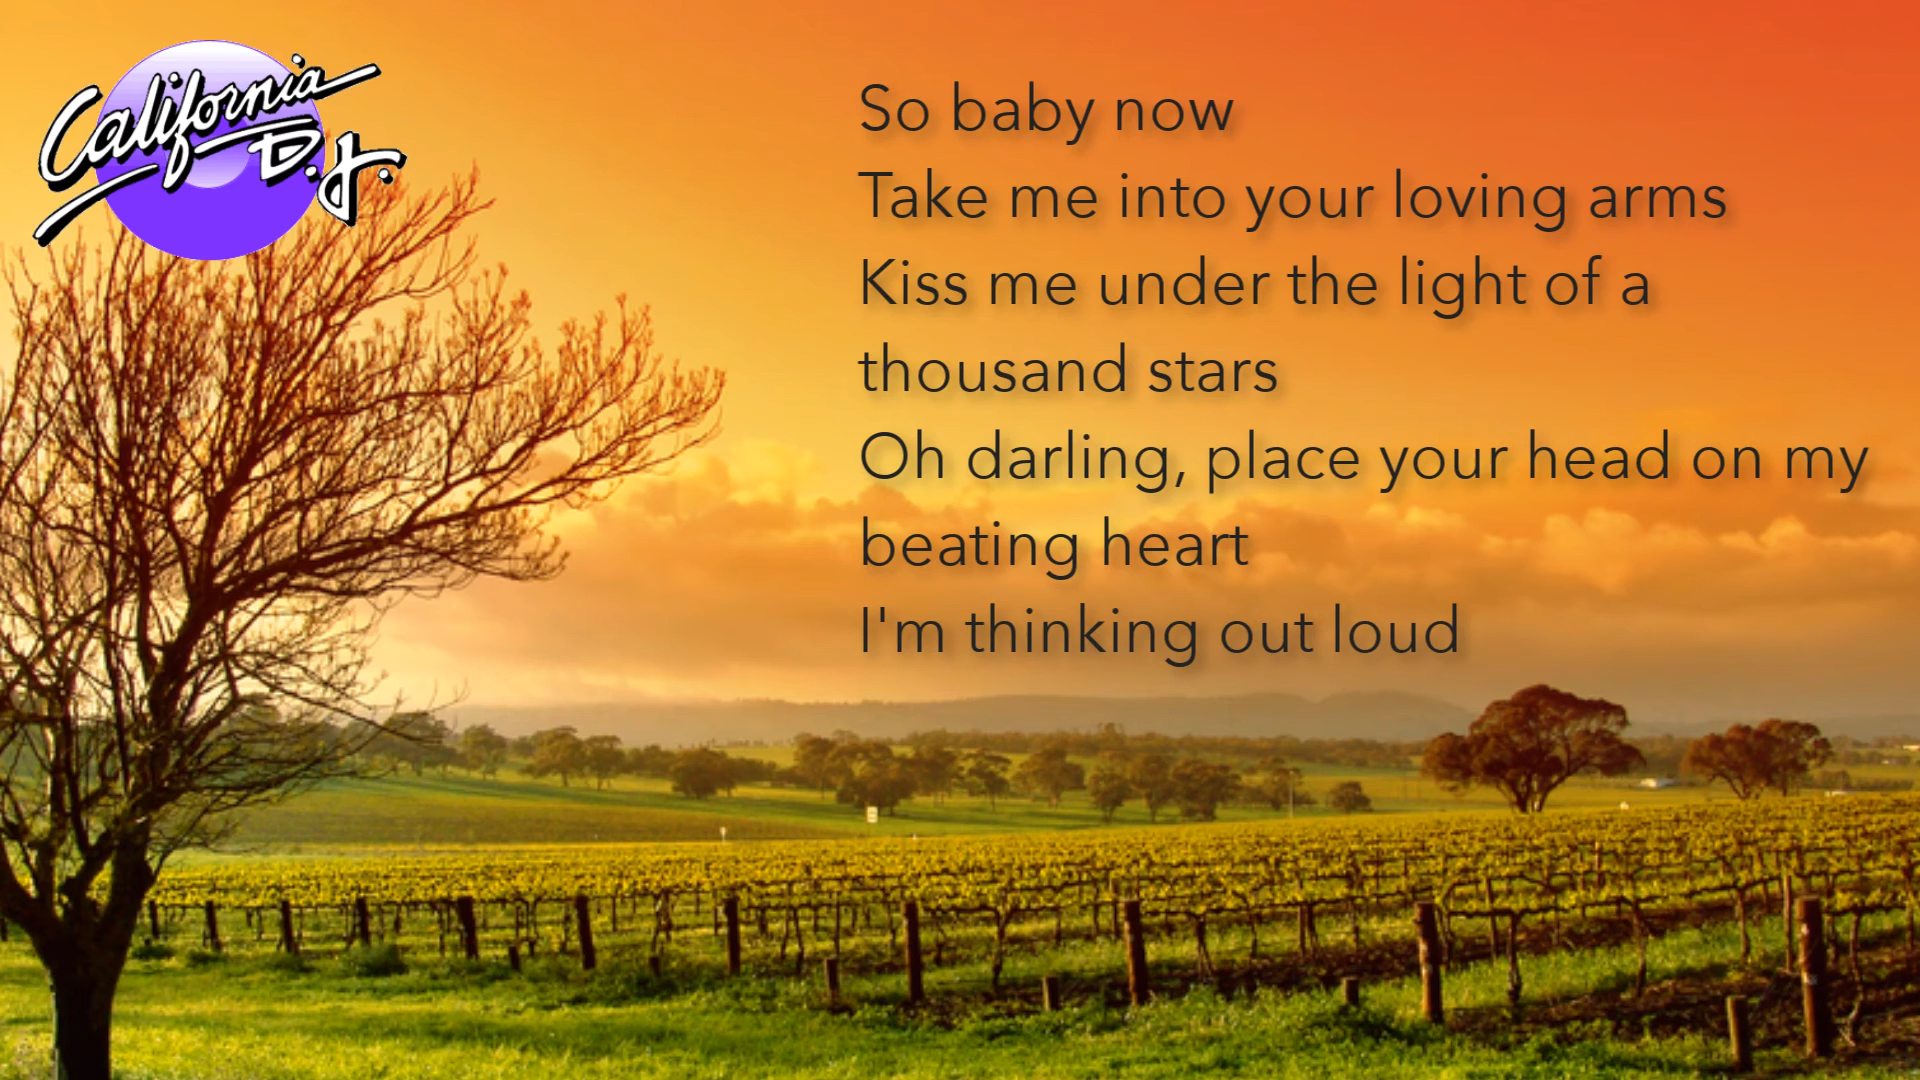 California
D.J.
So baby now
Take me into your loving arms
Kiss me under the light of a
thousand stars
Oh darling, place your head on my
beating heart
I'm thinking out loud